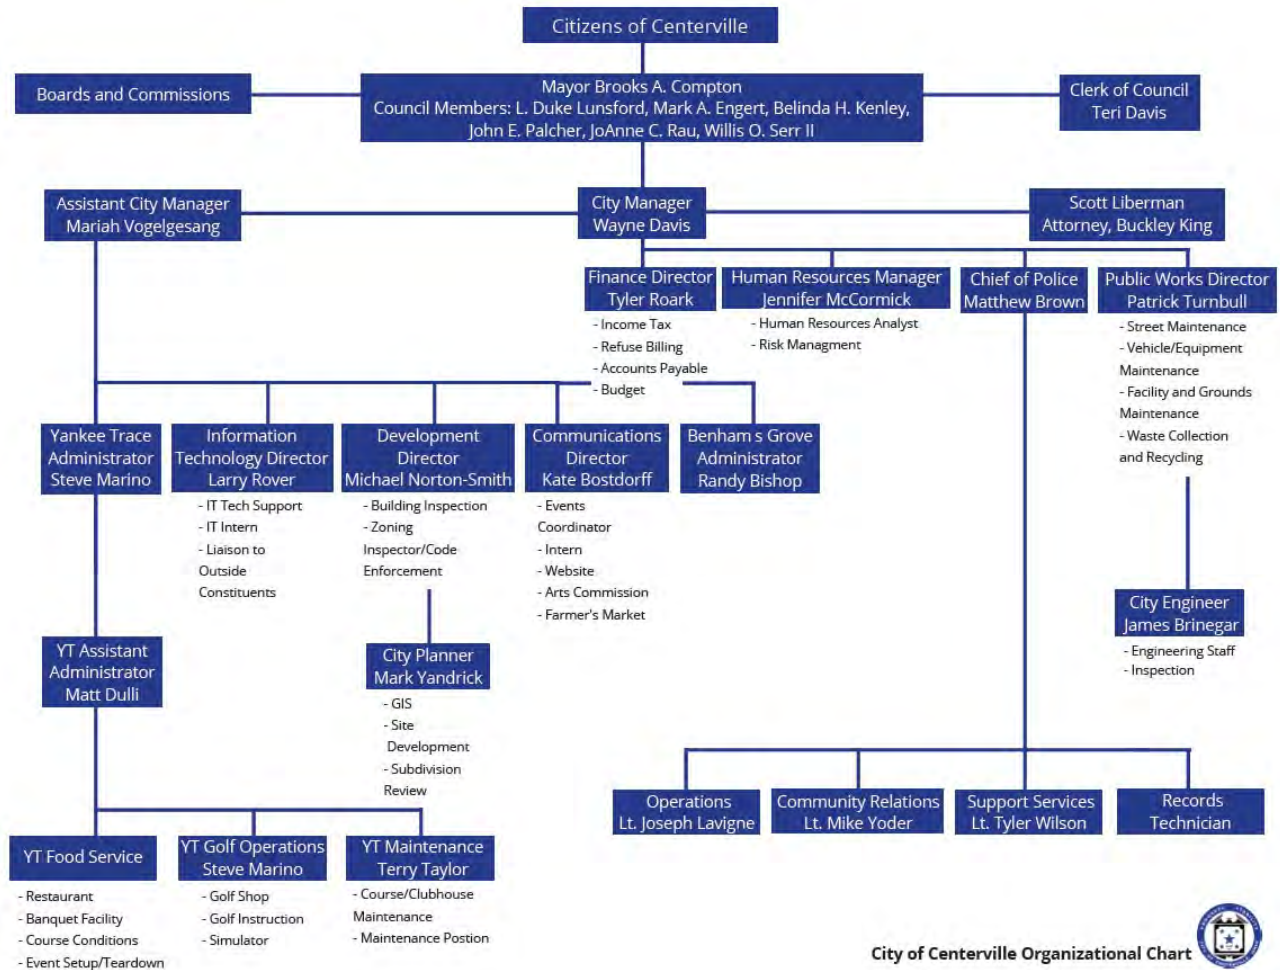 Citizens of Centerville
Boards and Commissions
Mayor Brooks A. Compton
Council Members: L. Duke Lunsford, Mark A. Engert, Belinda H. Kenley,
John E. Palcher, JoAnne C. Rau, Willis O. Serr II
Clerk of Council
Teri Davis
Assistant City Manager
Mariah Vogelgesang
City Manager
Wayne Davis
Scott Liberman
Attorney, Buckley King
Finance Director
Tyler Roark
- Income Tax
- Refuse Billing
- Accounts Payable
- Budget
Human Resources Manager
Jennifer McCormick
- Human Resources Analyst
- Risk Managment
Chief of Police
Matthew Brown
Public Works Director
Patrick Turnbull
- Street Maintenance
- Vehicle/Equipment
Maintenance
- Facility and Grounds
Maintenance
- Waste Collection
and Recycling
Yankee Trace
Administrator
Steve Marino
Information
Technology Director
Larry Rover
- IT Tech Support
- IT Intern
- Liaison to
Outside
Constituents
Development
Director
Michael Norton-Smith
- Building Inspection
- Zoning
Inspector/Code
Enforcement
Communications
Director
Kate Bostdorff
- Events
Coordinator
- Intern
- Website
- Arts Commission
- Farmer's Market
Benham s Grove
Administrator
Randy Bishop
City Engineer
James Brinegar
- Engineering Staff
- Inspection
YT Assistant
Administrator
Matt Dulli
City Planner
Mark Yandrick
- GIS
- Site
Development
- Subdivision
Review
Operations
Lt. Joseph Lavigne
Community Relations
Lt. Mike Yoder
Support Services
Lt. Tyler Wilson
Records
Technician
YT Food Service
- Restaurant
- Banquet Facility
- Course Conditions
- Event Setup/Teardown
YT Golf Operations
Steve Marino
- Golf Shop
- Golf Instruction
- Simulator
YT Maintenance
Terry Taylor
- Course/Clubhouse
Maintenance
- Maintenance Postion
City of Centerville Organizational Chart